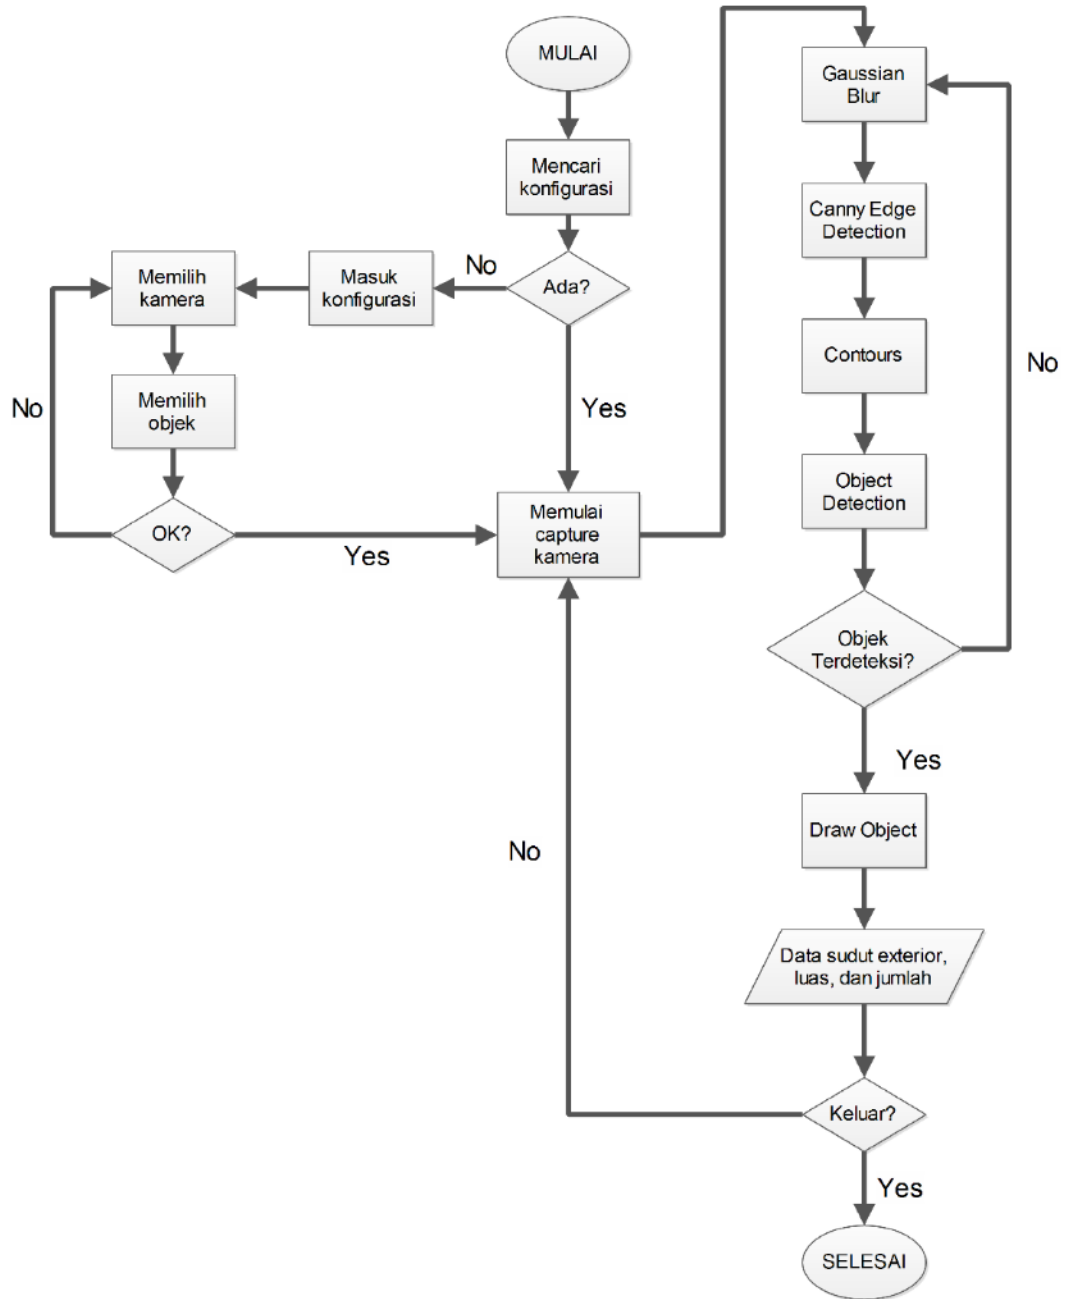 MULAI
Mencari
konfigurasi
Ada?
No
Masuk
konfigurasi
Memilih
kamera
Memilih
objek
No
OK?
Yes
Yes
Memulai
capture
kamera
Gaussian
Blur
Canny Edge
Detection
Contours
Object
Detection
Objek
Terdeteksi?
No
Yes
Draw Object
Data sudut exterior,
luas, dan jumlah
Keluar?
No
Yes
SELESAI